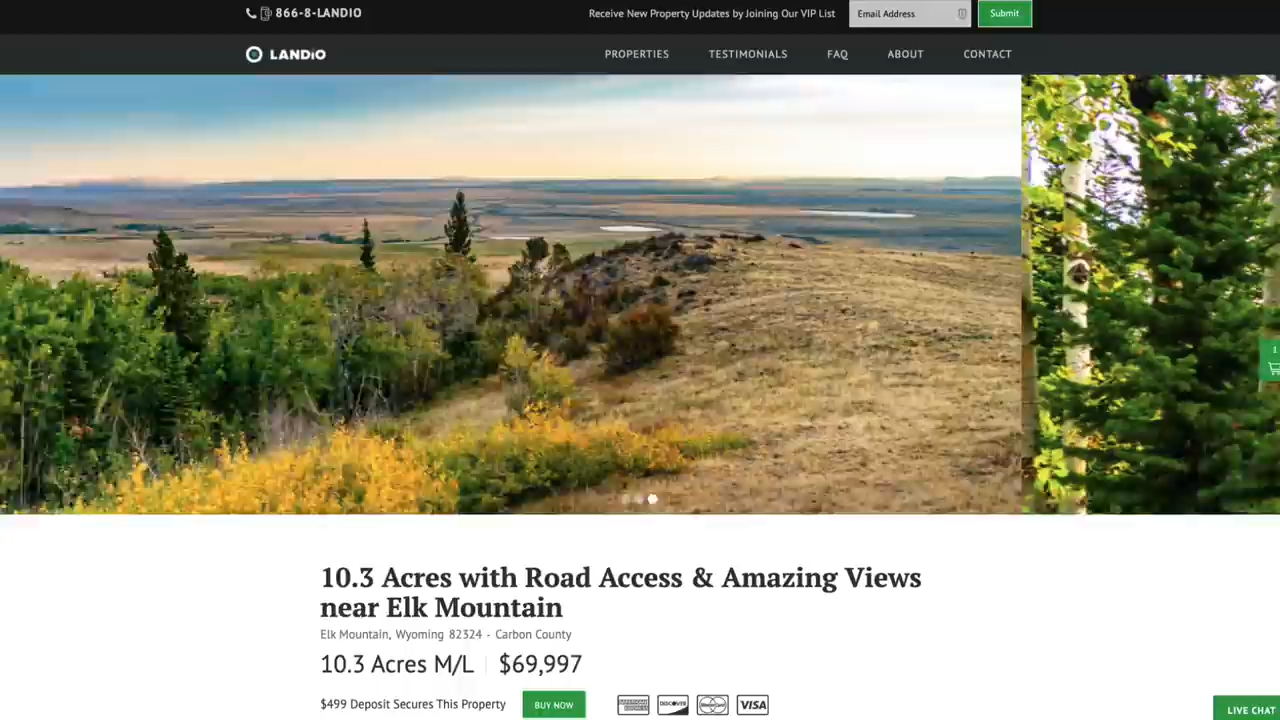 866-8-LANDIO
Receive New Property Updates by Joining Our VIP List
Email Address
Submit
LANDiO
PROPERTIES
TESTIMONIALS
FAQ
ABOUT
CONTACT
1
10.3 Acres with Road Access & Amazing Views
near Elk Mountain
Elk Mountain, Wyoming 82324 - Carbon County
10.3 Acres M/L | $69,997
$499 Deposit Secures This Property
BUY NOW
DISCOVER
VISA
LIVE CHAT